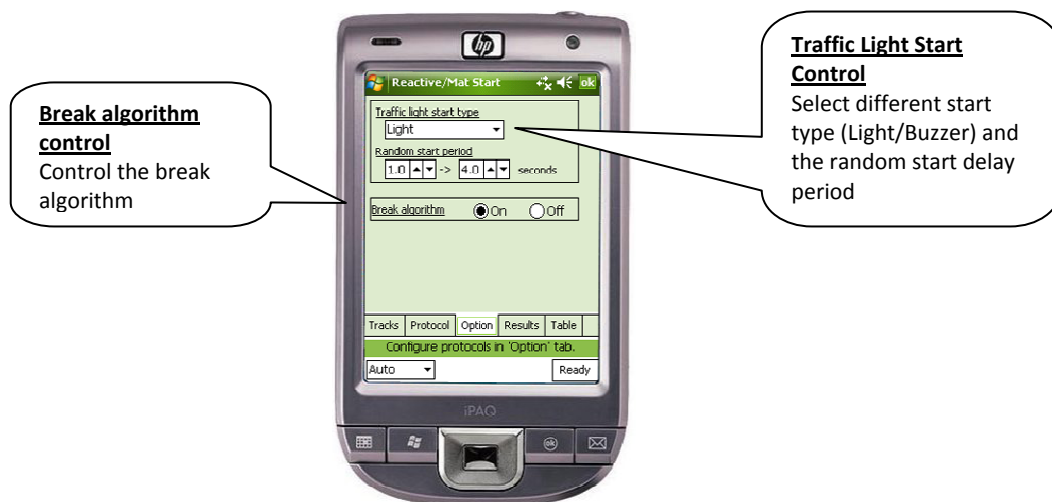 hp
Reactive/Mat Start ok
Traffic light start type
Light
Random start period
1.0 -> 4.0 seconds
Break algorithm On Off
Tracks Protocol Option Results Table
Configure protocols in 'Option' tab.
Auto Ready
iPAQ
ok
Break algorithm
control
Control the break
algorithm
Traffic Light Start
Control
Select different start
type (Light/Buzzer) and
the random start delay
period